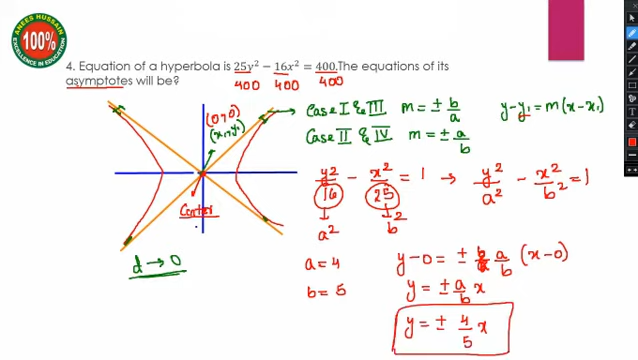 ANEES HUSSAIN
100%
EXCELLENCE IN EDUCATION
4. Equation of a hyperbola is 25y² − 16x² = 400. The equations of its
400 400 400
asymptotes will be?
(0, 0)
(x₁, y₁)
Center
d → 0
Case I & III m = ± b/a
Case II & IV m = ± a/b
y − y₁ = m(x − x₁)
y²/16 − x²/25 = 1 → y²/a² − x²/b² = 1
↓ ↓
a² b²
a = 4
b = 5
y − 0 = ± a/b (x − 0)
y = ± a/b x
y = ± 4/5 x